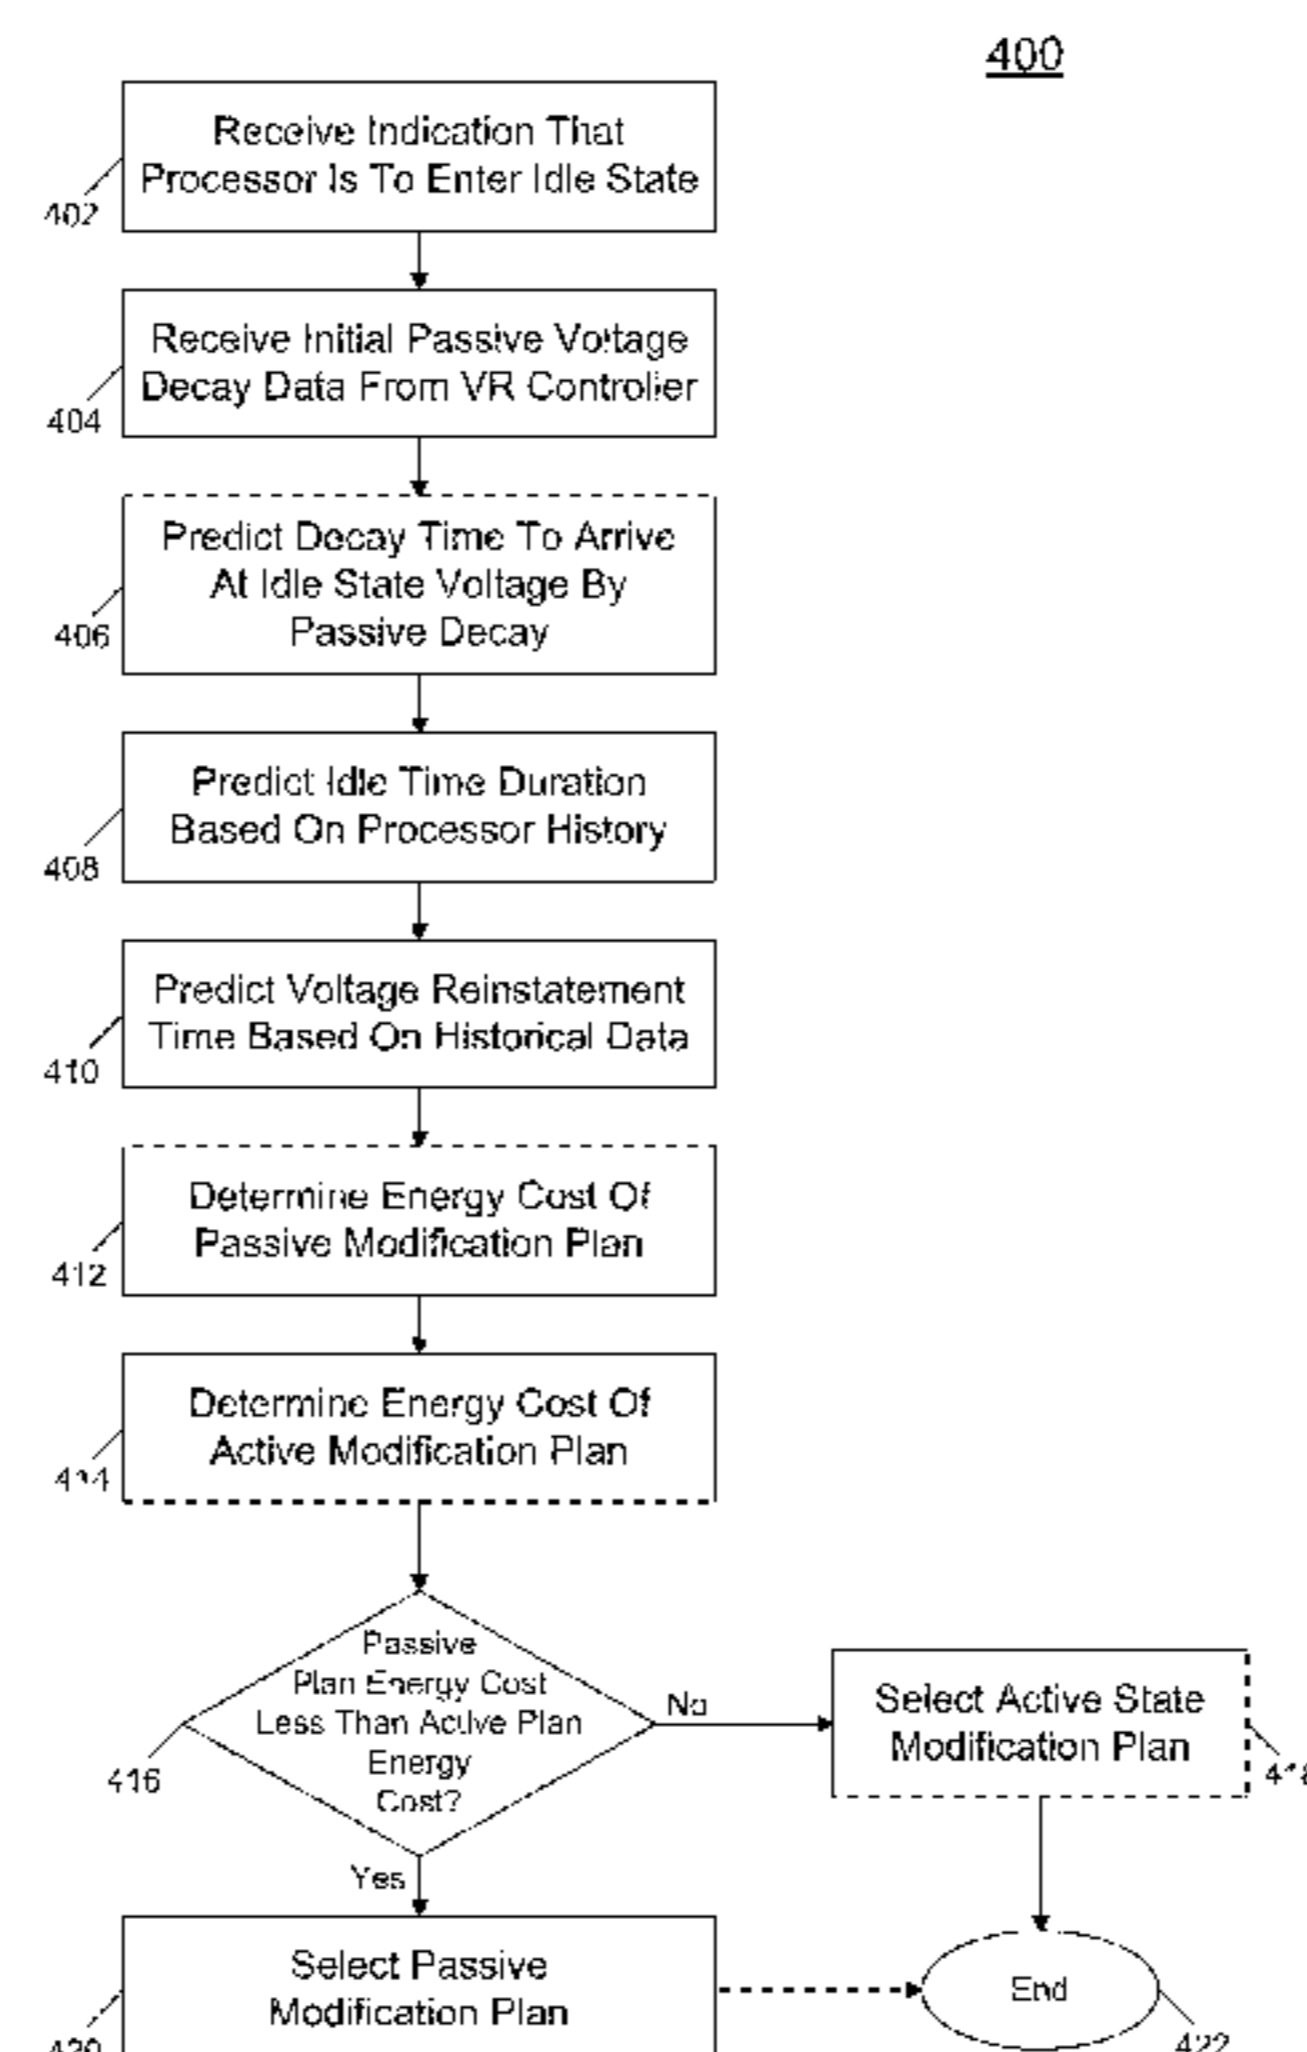 400
Receive Indication That
Processor Is To Enter Idle State
402
Receive Initial Passive Voltage
Decay Data From VR Controller
404
Predict Decay Time To Arrive
At Idle State Voltage By
Passive Decay
406
Predict Idle Time Duration
Based On Processor History
408
Predict Voltage Reinstatement
Time Based On Historical Data
410
Determine Energy Cost Of
Passive Modification Plan
412
Determine Energy Cost Of
Active Modification Plan
414
Passive
Plan Energy Cost
Less Than Active Plan
Energy
Cost?
416
No
Select Active State
Modification Plan
418
Yes
Select Passive
Modification Plan
420
End
422